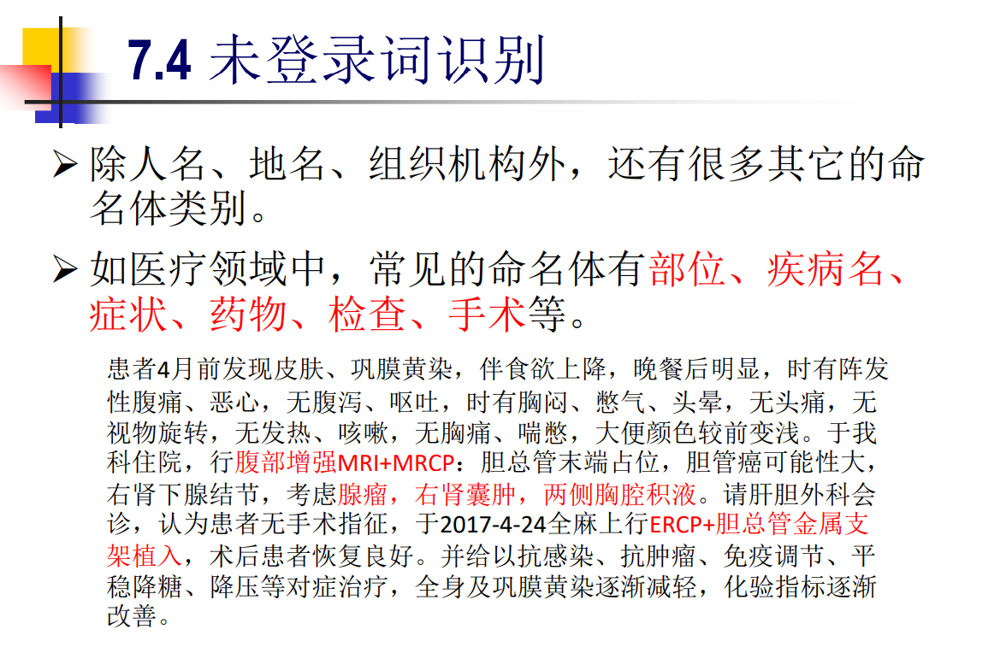 7.4 未登录词识别
除人名、地名、组织机构外，还有很多其它的命
名体类别。
如医疗领域中，常见的命名体有部位、疾病名、
症状、药物、检查、手术等。
患者4月前发现皮肤、巩膜黄染，伴食欲上降，晚餐后明显，时有阵发
性腹痛、恶心，无腹泻、呕吐，时有胸闷、憋气、头晕，无头痛，无
视物旋转，无发热、咳嗽，无胸痛、喘憋，大便颜色较前变浅。于我
科住院，行腹部增强MRI+MRCP：胆总管末端占位，胆管癌可能性大，
右肾下腺结节，考虑腺瘤，右肾囊肿，两侧胸腔积液。请肝胆外科会
诊，认为患者无手术指征，于2017-4-24全麻上行ERCP+胆总管金属支
架植入，术后患者恢复良好。并给以抗感染、抗肿瘤、免疫调节、平
稳降糖、降压等对症治疗，全身及巩膜黄染逐渐减轻，化验指标逐渐
改善。